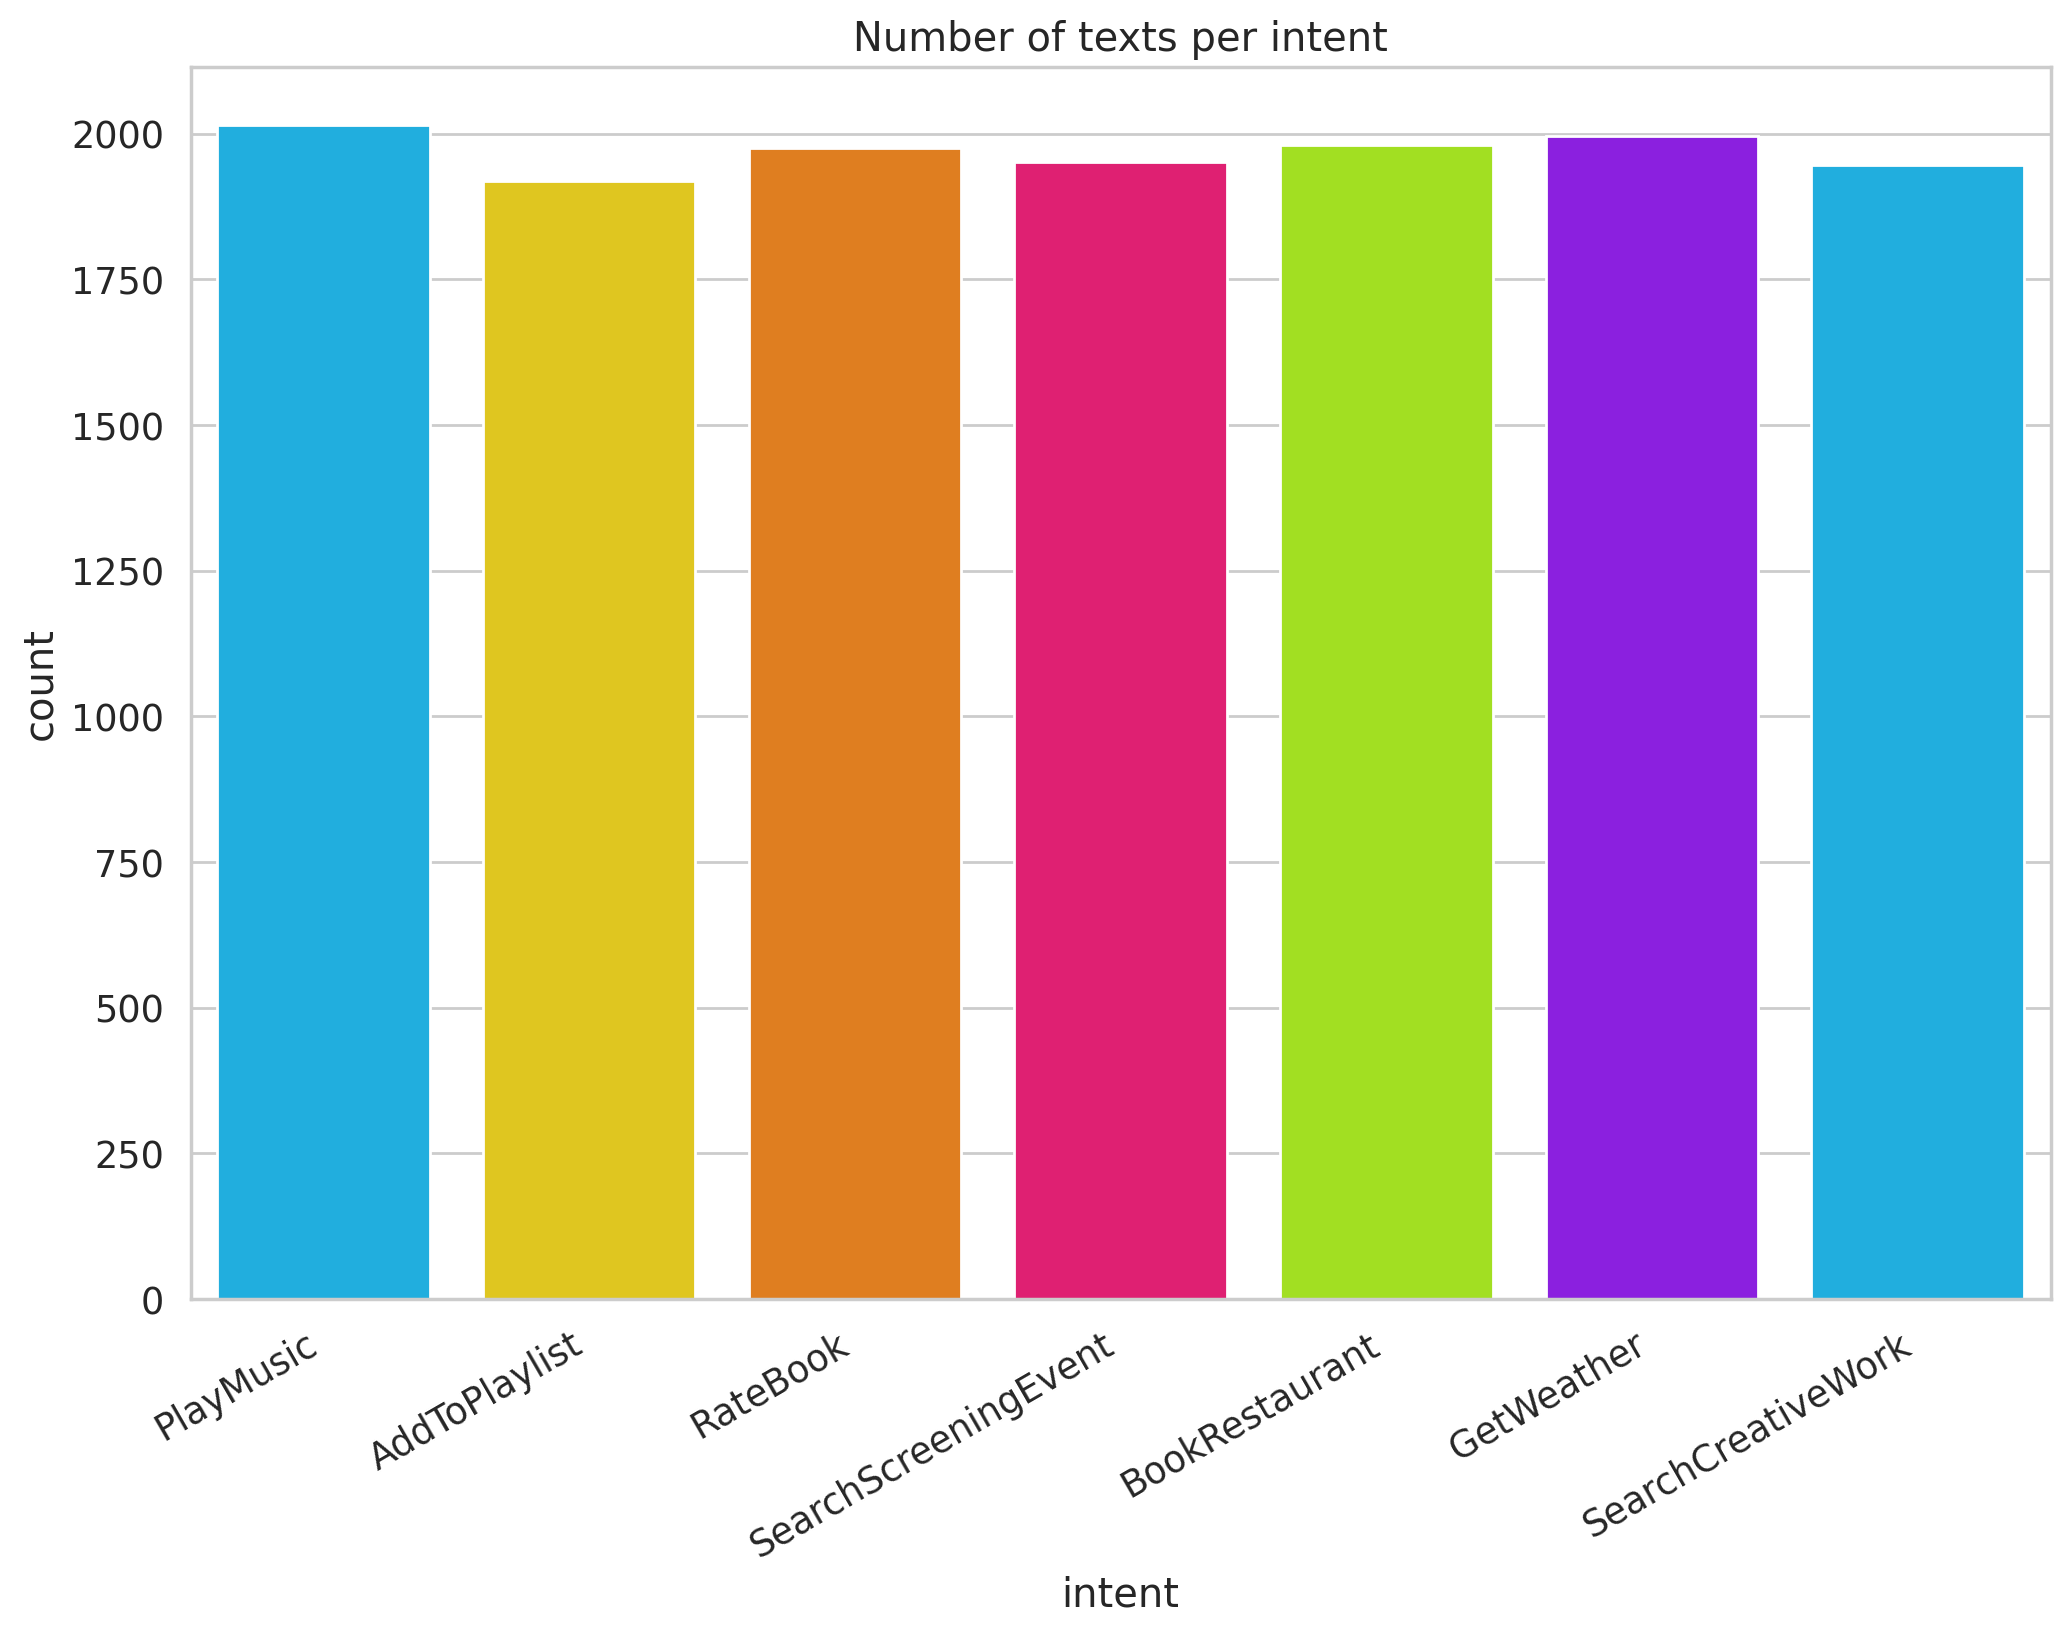 Number of texts per intent
2000
1750
1500
1250
1000
750
500
250
0
count
PlayMusic
AddToPlaylist
RateBook
SearchScreeningEvent
BookRestaurant
GetWeather
SearchCreativeWork
intent